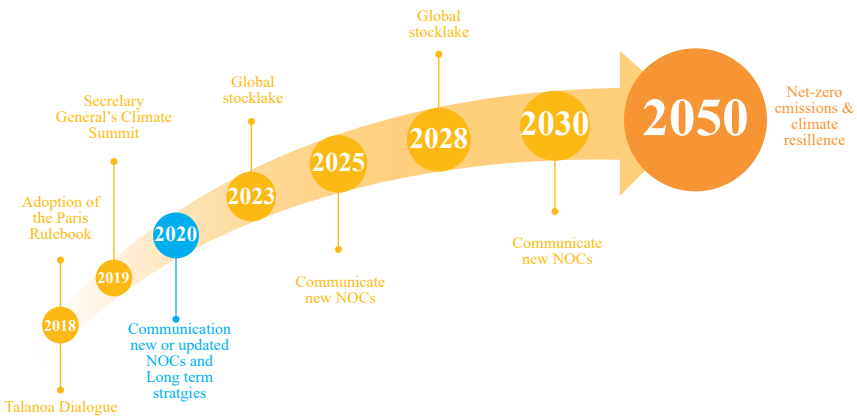 Global
stocklake
Secrelary
General's Climate
Summit
Global
stocklake
Adoption of
the Paris
Rulebook
2018
2019
2020
2023
2025
2028
2030
2050
Net-zero
cmissions &
climate
resillence
Communicate
new NOCs
Communicate
new NOCs
Communication
new or updated
NOCs and
Long term
stratgies
Talanoa Dialogue